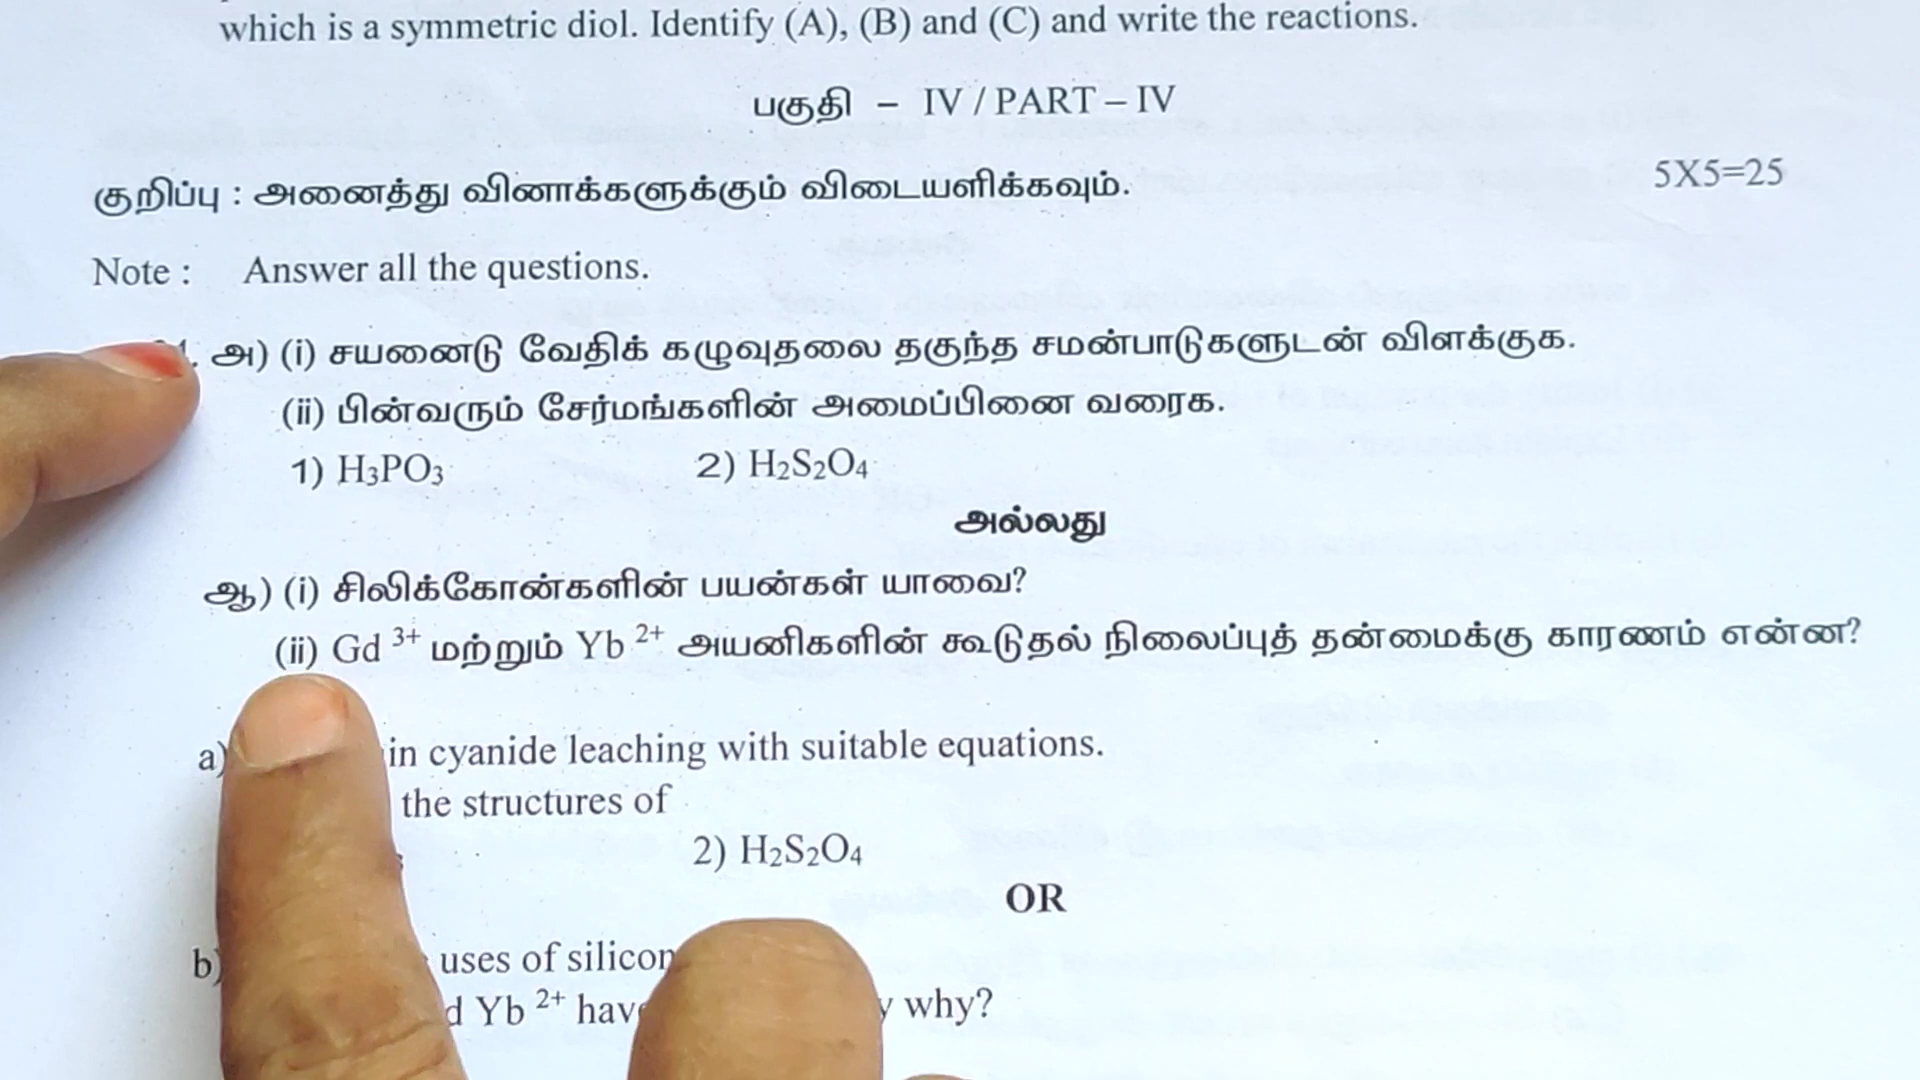 which is a symmetric diol. Identify (A), (B) and (C) and write the reactions.
பகுதி – IV / PART – IV
குறிப்பு : அனைத்து வினாக்களுக்கும் விடையளிக்கவும். 5X5=25
Note : Answer all the questions.
அ) (i) சயனைடு வேதிக் கழுவுதலை தகுந்த சமன்பாடுகளுடன் விளக்குக.
(ii) பின்வரும் சேர்மங்களின் அமைப்பினை வரைக.
1) H3PO3 2) H2S2O4
அல்லது
ஆ) (i) சிலிக்கோன்களின் பயன்கள் யாவை?
(ii) Gd 3+ மற்றும் Yb 2+ அயனிகளின் கூடுதல் நிலைப்புத் தன்மைக்கு காரணம் என்ன?
a) in cyanide leaching with suitable equations.
the structures of
2) H2S2O4
OR
b) uses of silicon
Yb 2+ why?